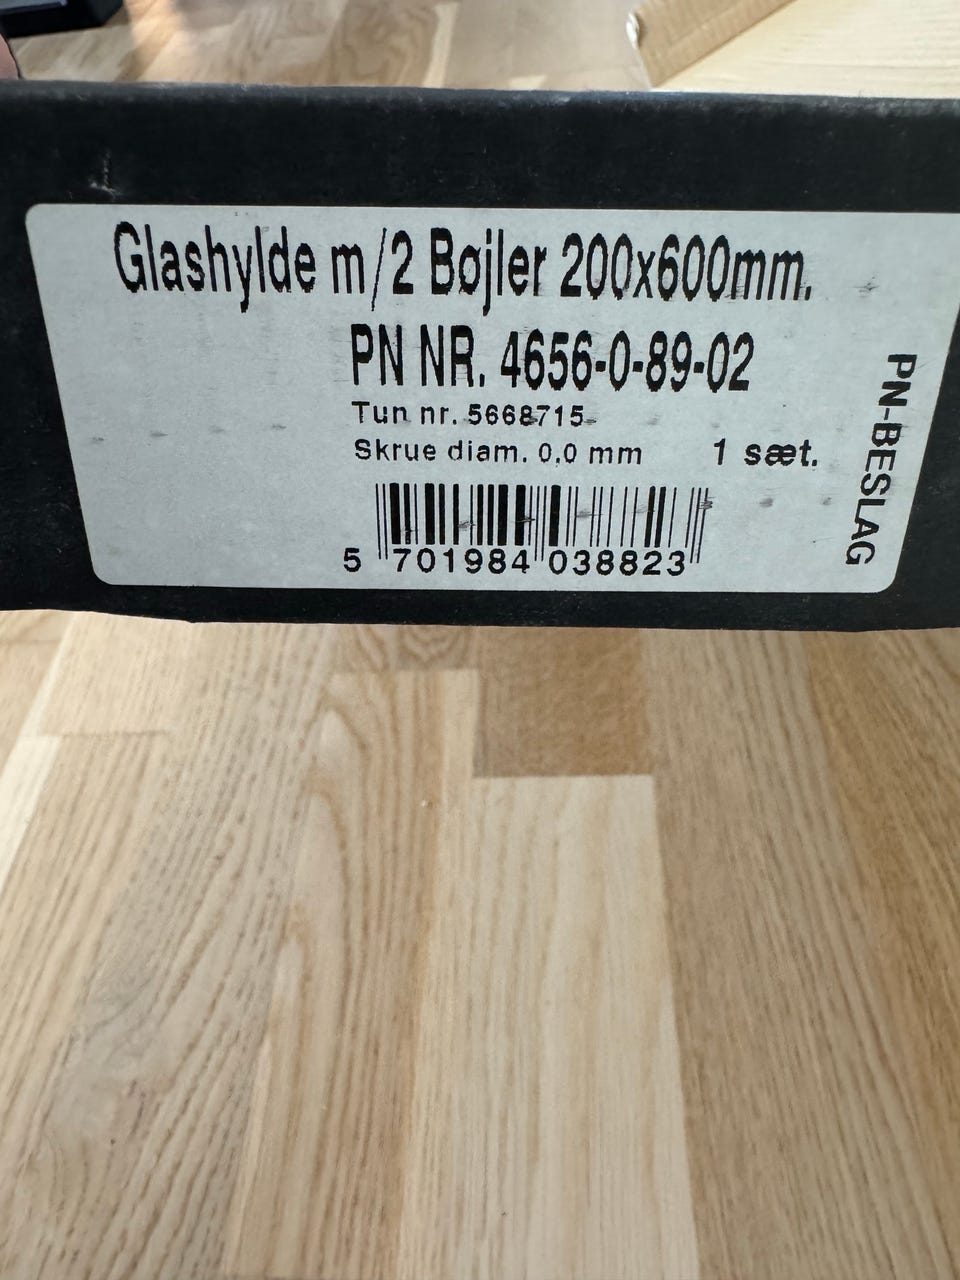 Glashylde m/2 Bøjler 200x600mm.
PN NR. 4656-0-89-02
Tun nr. 5668715
Skrue diam. 0,0 mm 1 sæt.
5 701984 038823
PN-BESLAG